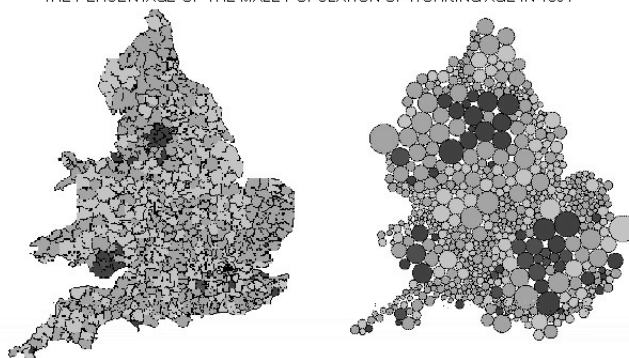 THE PERCENTAGE OF THE MALE POPULATION OF WORKING AGE IN